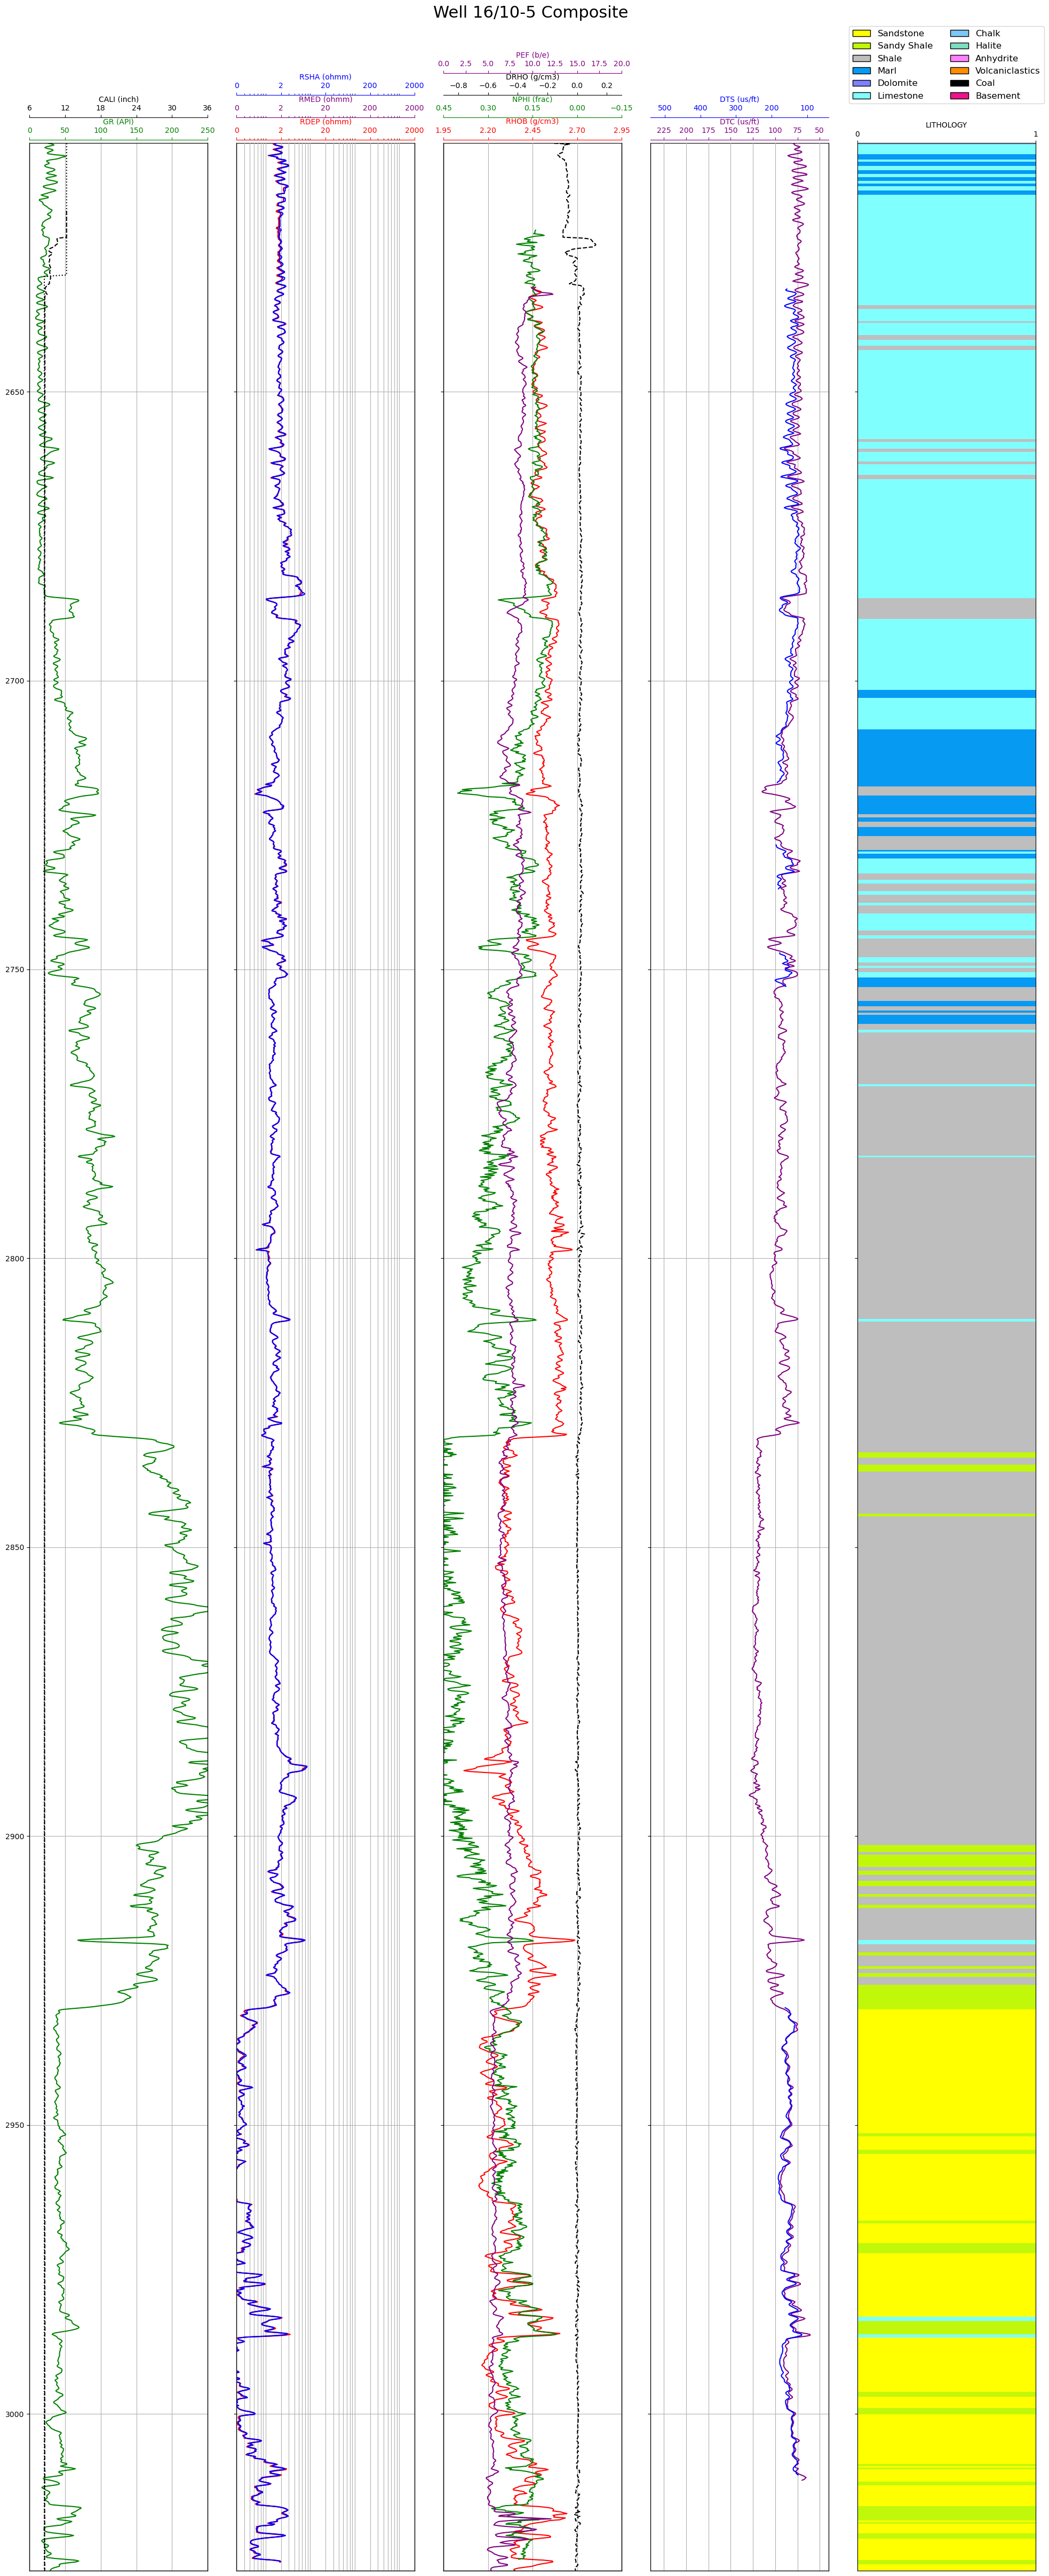 Well 16/10-5 Composite
Sandstone Chalk
Sandy Shale Halite
Shale Anhydrite
Marl Volcaniclastics
Dolomite Coal
Limestone Basement
PEF (b/e)
0.0 2.5 5.0 7.5 10.0 12.5 15.0 17.5 20.0
RSHA (ohmm) DRHO (g/cm3)
0 2 20 200 2000 −0.8 −0.6 −0.4 −0.2 0.0 0.2
CALI (inch) RMED (ohmm) NPHI (frac) DTS (us/ft)
6 12 18 24 30 36 0 2 20 200 2000 0.45 0.30 0.15 0.00 −0.15 500 400 300 200 100
GR (API) RDEP (ohmm) RHOB (g/cm3) DTC (us/ft) LITHOLOGY
0 50 100 150 200 250 0 2 20 200 2000 1.95 2.20 2.45 2.70 2.95 225 200 175 150 125 100 75 50 0 1
2650
2700
2750
2800
2850
2900
2950
3000